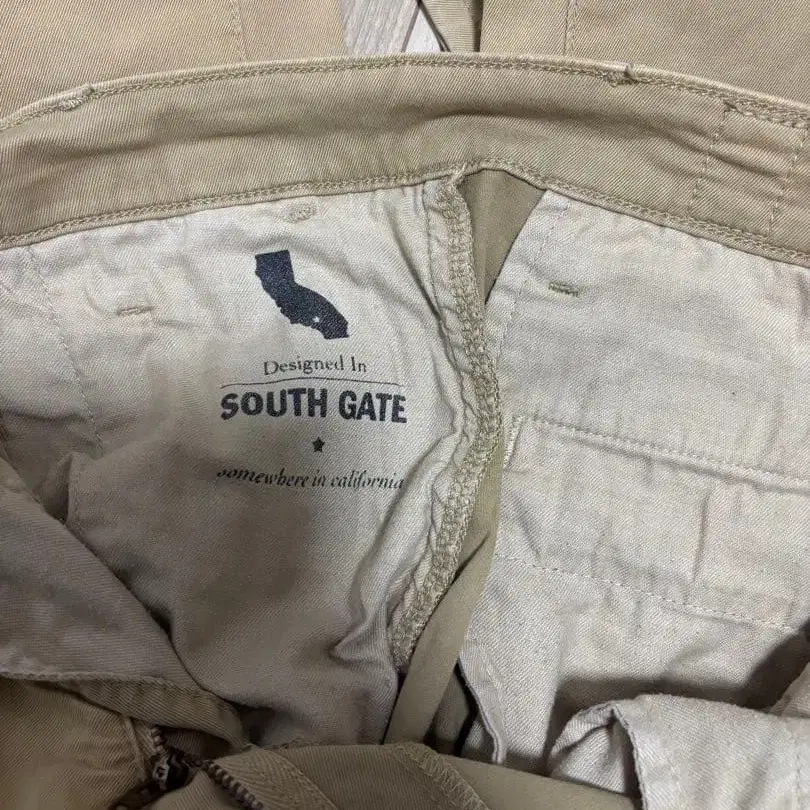 Designed In
SOUTH GATE
somewhere in california